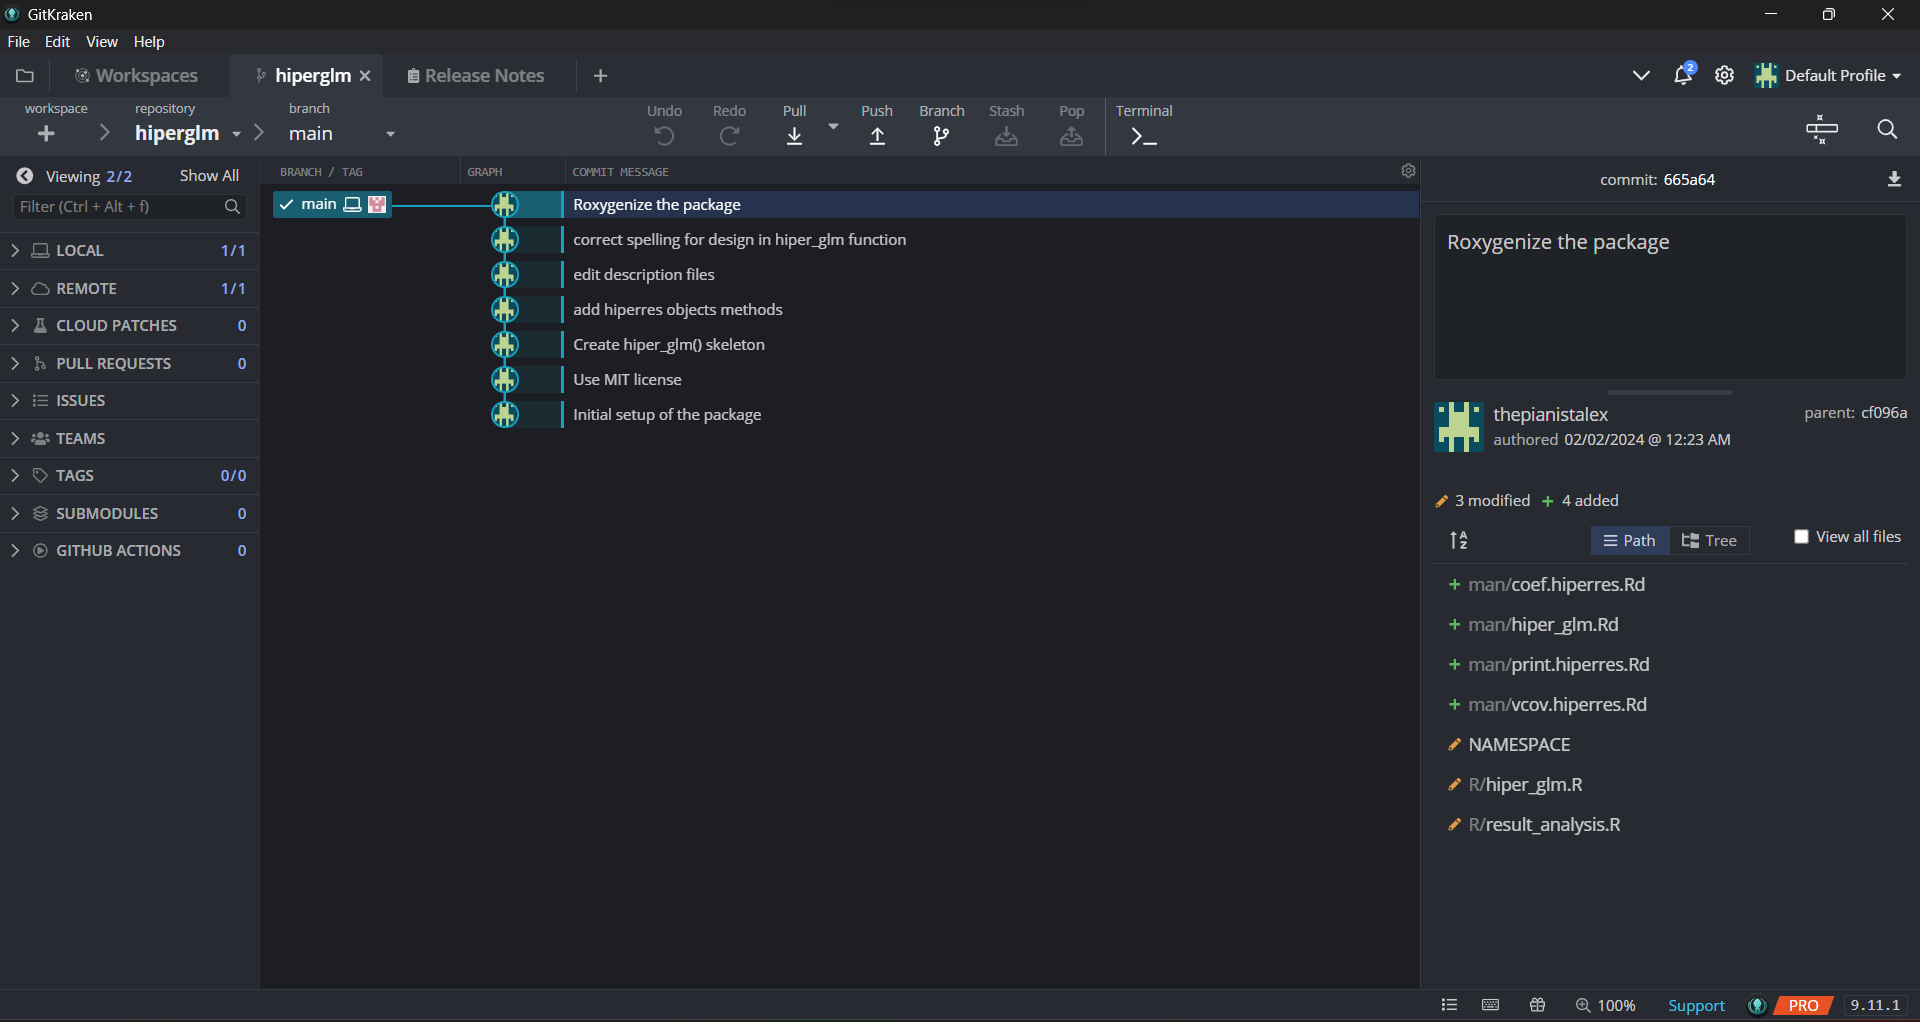 GitKraken
File Edit View Help
Workspaces hiperglm Release Notes 2 Default Profile
workspace repository branch
hiperglm main
Undo Redo Pull Push Branch Stash Pop Terminal
Viewing 2/2 Show All
Filter (Ctrl + Alt + f)
LOCAL 1/1
REMOTE 1/1
CLOUD PATCHES 0
PULL REQUESTS 0
ISSUES
TEAMS
TAGS 0/0
SUBMODULES 0
GITHUB ACTIONS 0
BRANCH / TAG GRAPH COMMIT MESSAGE
main Roxygenize the package
correct spelling for design in hiper_glm function
edit description files
add hiperres objects methods
Create hiper_glm() skeleton
Use MIT license
Initial setup of the package
commit: 665a64
Roxygenize the package
thepianistalex parent: cf096a
authored 02/02/2024 @ 12:23 AM
3 modified + 4 added
Path Tree View all files
+ man/coef.hiperres.Rd
+ man/hiper_glm.Rd
+ man/print.hiperres.Rd
+ man/vcov.hiperres.Rd
NAMESPACE
R/hiper_glm.R
R/result_analysis.R
100% Support PRO 9.11.1